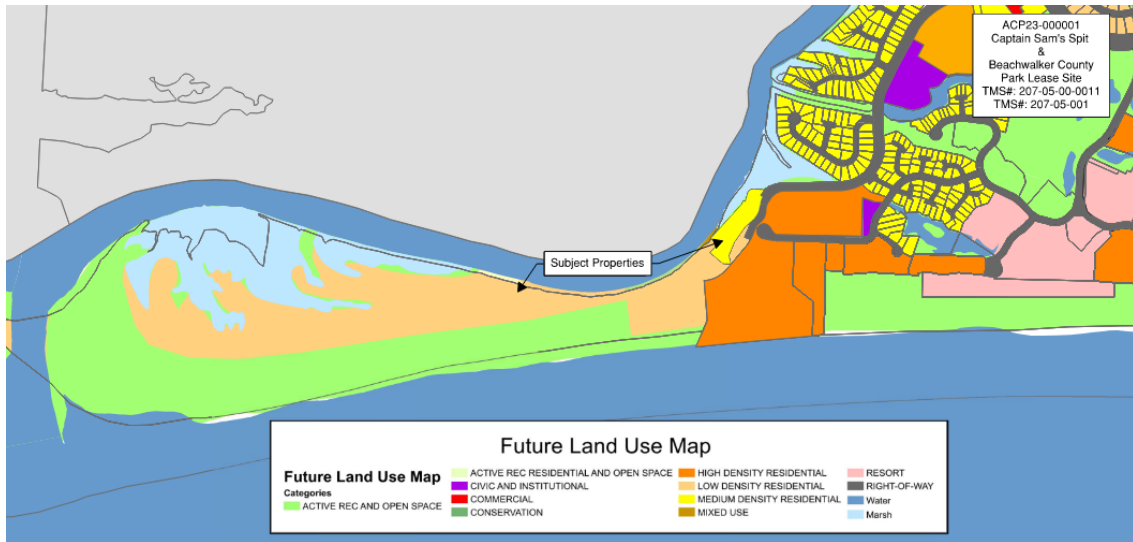 ACP23-000001
Captain Sam's Spit
&
Beachwalker County
Park Lease Site
TMS#: 207-05-00-0011
TMS#: 207-05-001
Subject Properties
Future Land Use Map
Future Land Use Map
Categories
ACTIVE REC AND OPEN SPACE
ACTIVE REC RESIDENTIAL AND OPEN SPACE
CIVIC AND INSTITUTIONAL
COMMERCIAL
CONSERVATION
HIGH DENSITY RESIDENTIAL
LOW DENSITY RESIDENTIAL
MEDIUM DENSITY RESIDENTIAL
MIXED USE
RESORT
RIGHT-OF-WAY
Water
Marsh